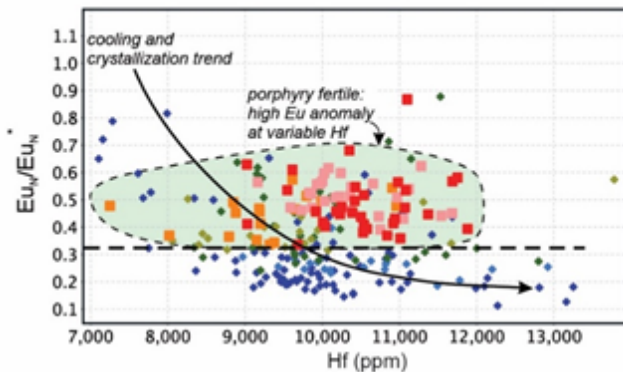 1.1
1.0
0.9
0.8
0.7
0.6
0.5
0.4
0.3
0.2
0.1
Eu_N/Eu_N*
cooling and
crystallization trend
porphyry fertile:
high Eu anomaly
at variable Hf
7,000 8,000 9,000 10,000 11,000 12,000 13,000
Hf (ppm)